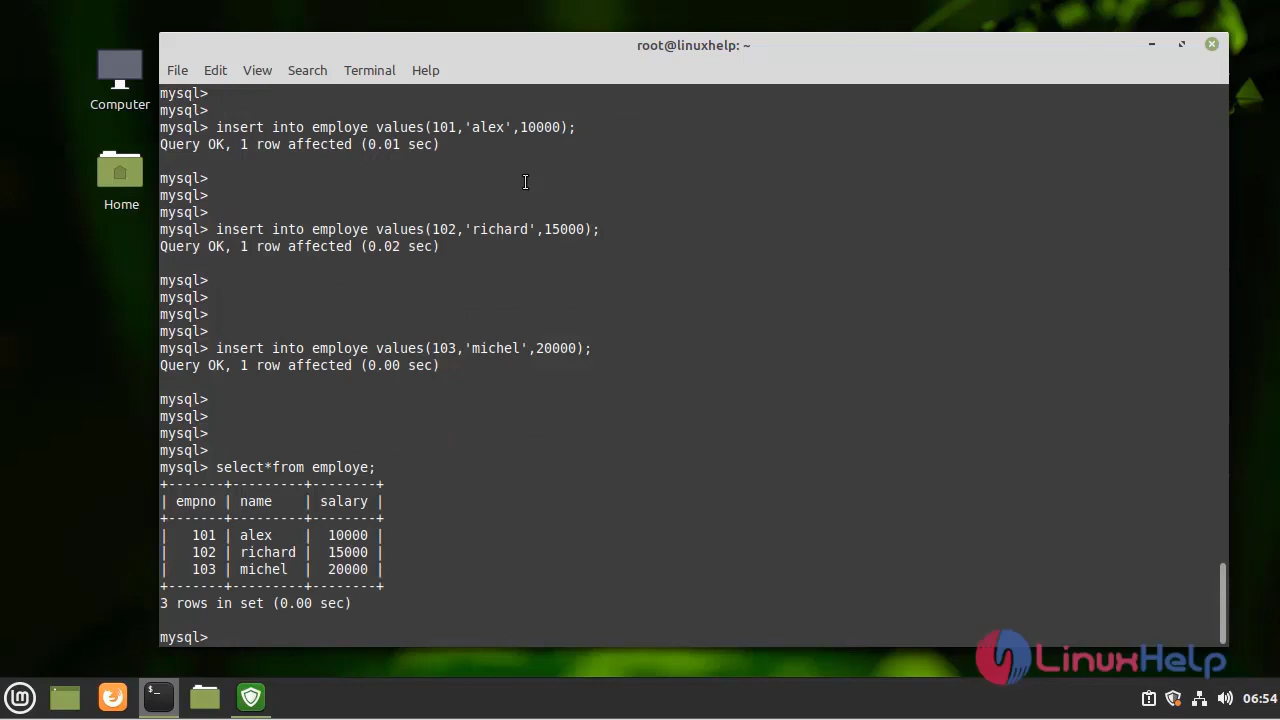 root@linuxhelp: ~
File Edit View Search Terminal Help
Computer
Home
mysql>
mysql>
mysql> insert into employe values(101,'alex',10000);
Query OK, 1 row affected (0.01 sec)
mysql>
mysql>
mysql>
mysql> insert into employe values(102,'richard',15000);
Query OK, 1 row affected (0.02 sec)
mysql>
mysql>
mysql>
mysql>
mysql> insert into employe values(103,'michel',20000);
Query OK, 1 row affected (0.00 sec)
mysql>
mysql>
mysql>
mysql>
mysql> select*from employe;
+-------+---------+--------+
| empno | name    | salary |
+-------+---------+--------+
|   101 | alex    |  10000 |
|   102 | richard |  15000 |
|   103 | michel  |  20000 |
+-------+---------+--------+
3 rows in set (0.00 sec)
mysql>
LinuxHelp
$_
06:54